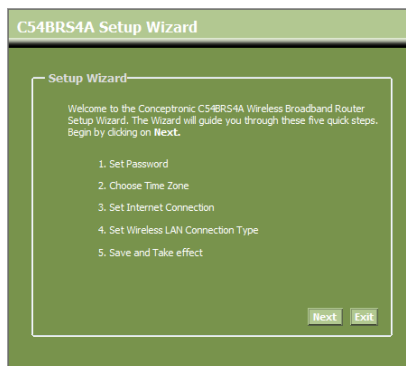 C54BRS4A Setup Wizard
Setup Wizard
Welcome to the Conceptronic C54BRS4A Wireless Broadband Router
Setup Wizard. The Wizard will guide you through these five quick steps.
Begin by clicking on Next.
1. Set Password
2. Choose Time Zone
3. Set Internet Connection
4. Set Wireless LAN Connection Type
5. Save and Take effect
Next Exit